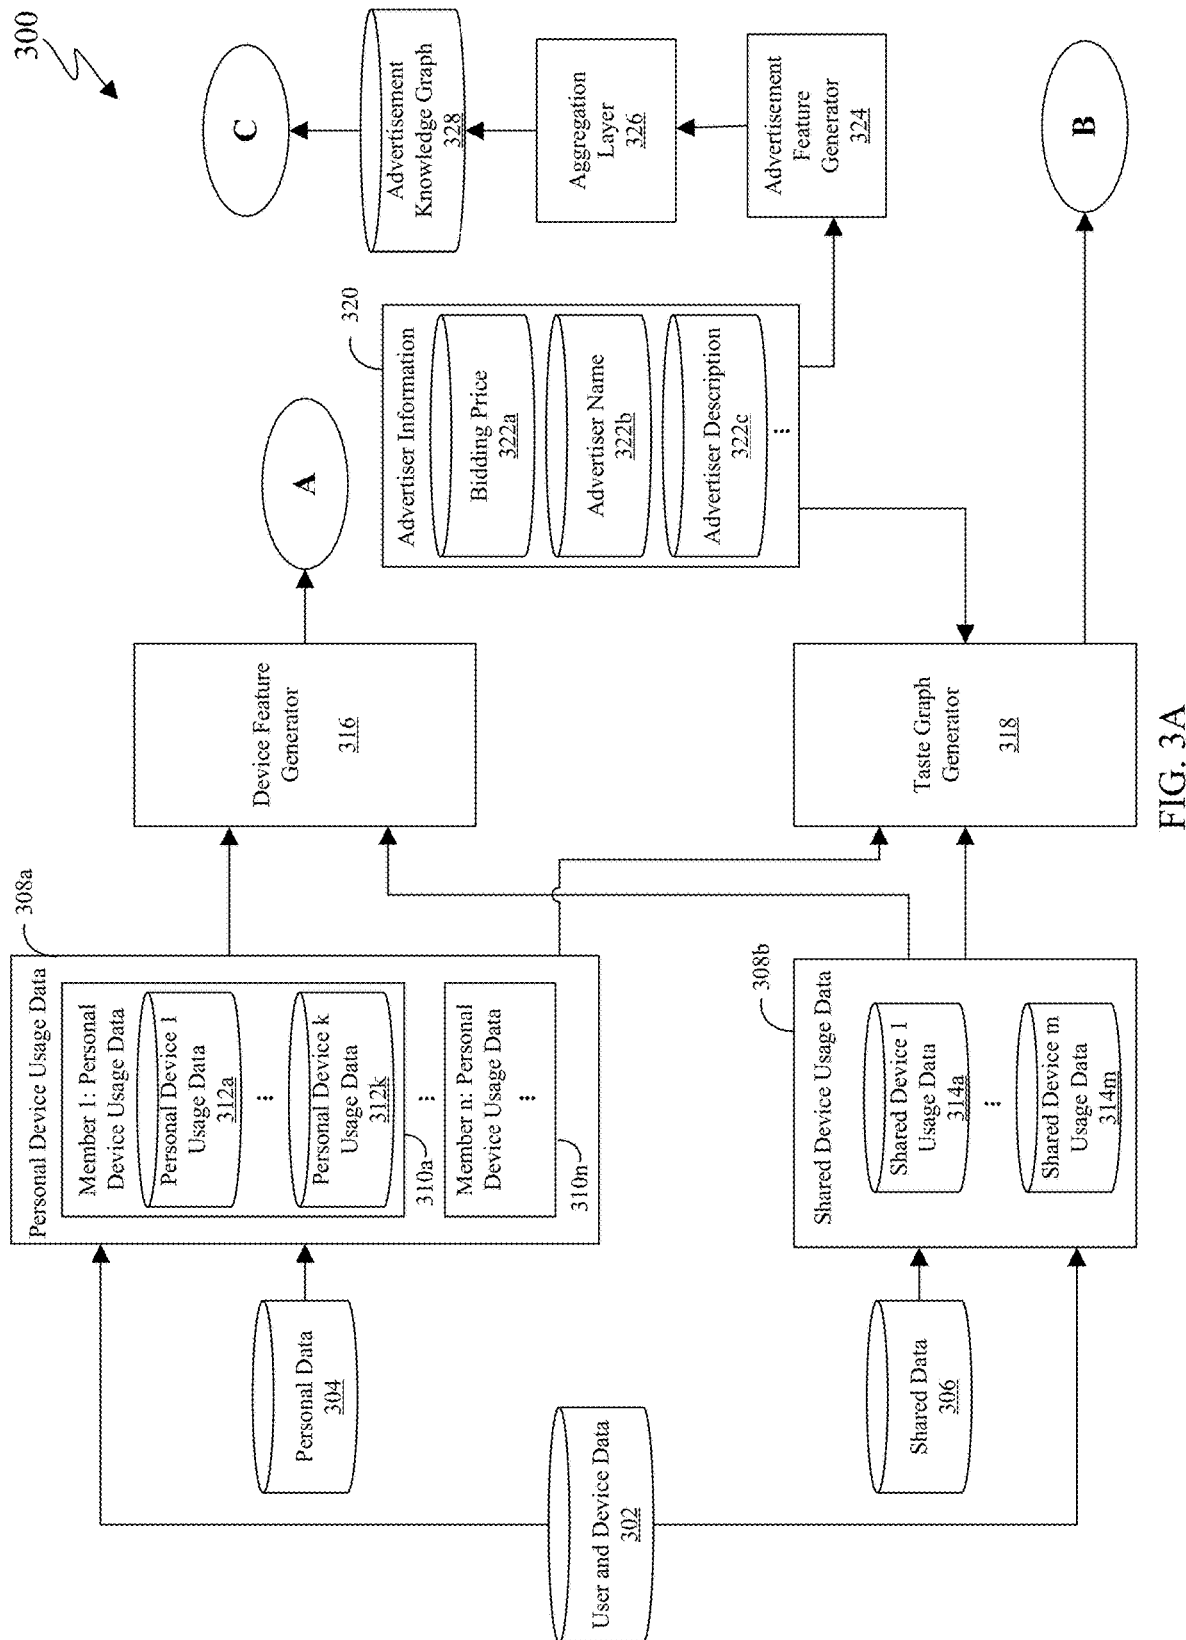 300
User and Device Data
302
Personal Data
304
Shared Data
306
Personal Device Usage Data
308a
Member 1: Personal
Device Usage Data
Personal Device 1
Usage Data
312a
...
Personal Device k
Usage Data
312k
310a
...
Member n: Personal
Device Usage Data
...
310n
Shared Device Usage Data
308b
Shared Device 1
Usage Data
314a
...
Shared Device m
Usage Data
314m
Device Feature
Generator
316
Taste Graph
Generator
318
A
Advertiser Information
320
Bidding Price
322a
Advertiser Name
322b
Advertiser Description
322c
...
Advertisement
Feature
Generator
324
Aggregation
Layer
326
Advertisement
Knowledge Graph
328
C
B
FIG. 3A